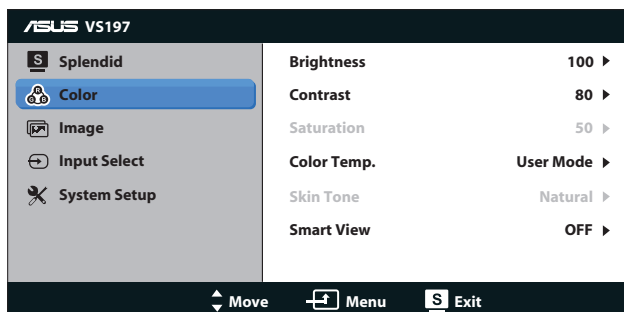 ASUS VS197
S Splendid
Color
Image
Input Select
System Setup
Brightness 100
Contrast 80
Saturation 50
Color Temp. User Mode
Skin Tone Natural
Smart View OFF
Move Menu S Exit